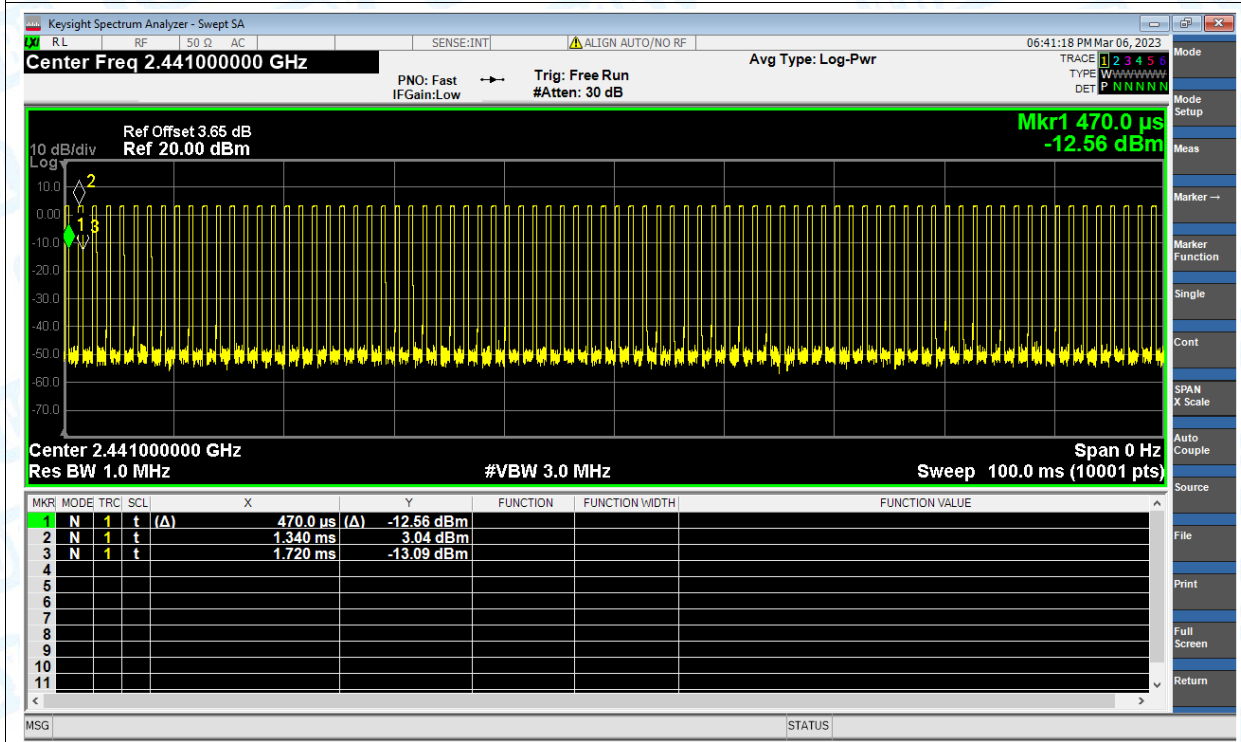 Keysight Spectrum Analyzer - Swept SA
LXI RL RF 50 Ω AC SENSE:INT ALIGN AUTO/NO RF 06:41:18 PM Mar 06, 2023
Center Freq 2.441000000 GHz Avg Type: Log-Pwr TRACE 1 2 3 4 5 6
PNO: Fast Trig: Free Run TYPE WWWWWW
IFGain:Low #Atten: 30 dB DET P N N N N N
Mkr1 470.0 µs
Ref Offset 3.65 dB
10 dB/div Ref 20.00 dBm -12.56 dBm
Log
10.0
0.00
-10.0
-20.0
-30.0
-40.0
-50.0
-60.0
-70.0
2
1 3
Center 2.441000000 GHz Span 0 Hz
Res BW 1.0 MHz #VBW 3.0 MHz Sweep 100.0 ms (10001 pts)
MKR MODE TRC SCL X Y FUNCTION FUNCTION WIDTH FUNCTION VALUE
1 N 1 t (Δ) 470.0 µs (Δ) -12.56 dBm
2 N 1 t 1.340 ms 3.04 dBm
3 N 1 t 1.720 ms -13.09 dBm
4
5
6
7
8
9
10
11
MSG STATUS
Mode
Mode
Setup
Meas
Marker →
Marker
Function
Single
Cont
SPAN
X Scale
Auto
Couple
Source
File
Print
Full
Screen
Return